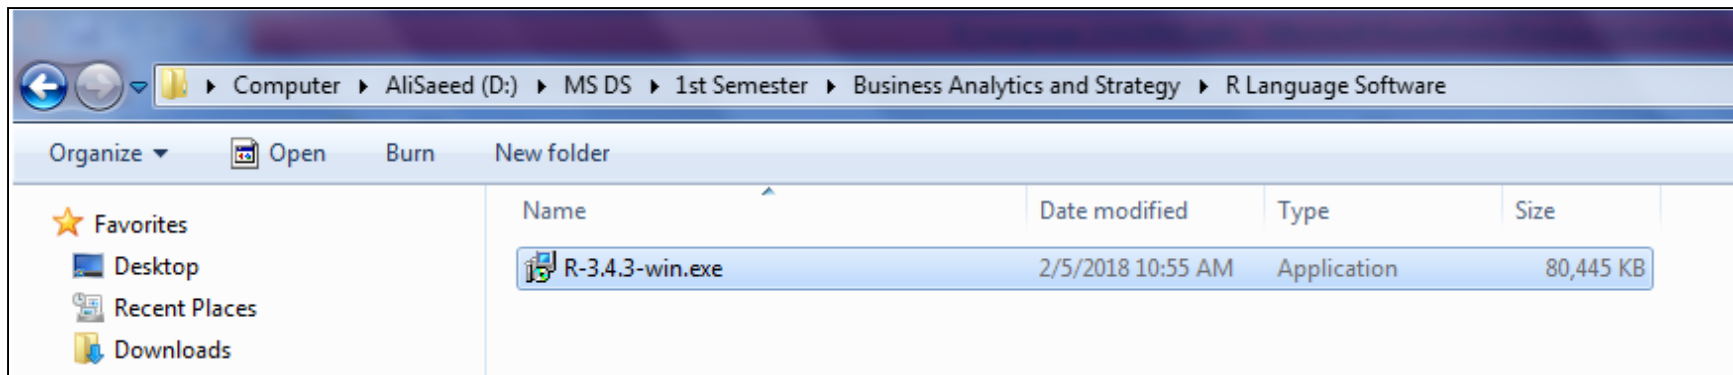 Computer AliSaeed (D:) MS DS 1st Semester Business Analytics and Strategy R Language Software
Organize Open Burn New folder
Favorites
Desktop
Recent Places
Downloads
Name Date modified Type Size
R-3.4.3-win.exe 2/5/2018 10:55 AM Application 80,445 KB